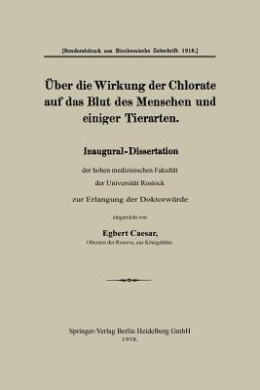 [Sonderabdruck aus Biochemische Zeitschrift 1918.]
Über die Wirkung der Chlorate
auf das Blut des Menschen und
einiger Tierarten.
Inaugural-Dissertation
der hohen medizinischen Fakultät
der Universität Rostock
zur Erlangung der Doktorwürde
eingereicht von
Egbert Caesar,
Oberarzt der Reserve, aus Königshütte.
Springer-Verlag Berlin Heidelberg GmbH
1918.